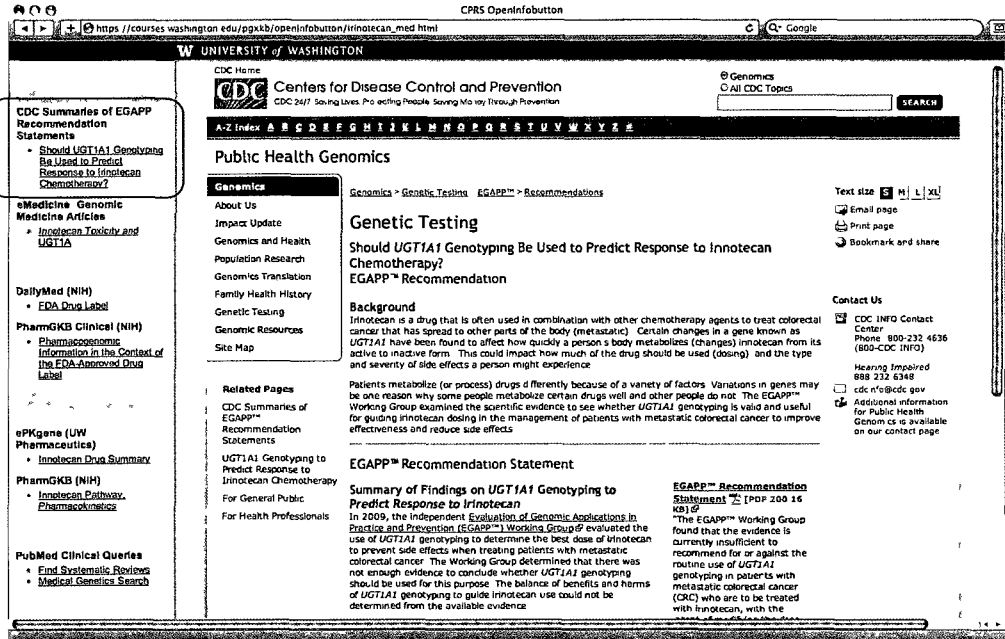 CPRS OpenInfobutton
https //courses washington edu/pgxkb/openinfobutton/irinotecan_med html
Google
W UNIVERSITY of WASHINGTON
CDC Summaries of EGAPP
Recommendation
Statements
• Should UGT1A1 Genotyping
Be Used to Predict
Response to Irinotecan
Chemotherapy?
eMedicine Genomic
Medicine Articles
• Irinotecan Toxicity and
UGT1A
DailyMed (NIH)
• FDA Drug Label
PharmGKB Clinical (NIH)
• Pharmacogenomic
Information in the Context of
the FDA-Approved Drug
Label
ePKgene (UW
Pharmaceutics)
• Irinotecan Drug Summary
PharmGKB (NIH)
• Irinotecan Pathway,
Pharmacokinetics
PubMed Clinical Queries
• Find Systematic Reviews
• Medical Genetics Search
CDC Home
CDC Centers for Disease Control and Prevention
CDC 24/7 Saving Lives. Protecting People. Saving Money Through Prevention
Genomics
All CDC Topics
SEARCH
A-Z Index A B C D E F G H I J K L M N O P Q R S T U V W X Y Z #
Public Health Genomics
Genomics
About Us
Impact Update
Genomics and Health
Population Research
Genomics Translation
Family Health History
Genetic Testing
Genomic Resources
Site Map
Related Pages
CDC Summaries of
EGAPP™
Recommendation
Statements
UGT1A1 Genotyping to
Predict Response to
Irinotecan Chemotherapy
For General Public
For Health Professionals
Genomics > Genetic Testing EGAPP™ > Recommendations
Genetic Testing
Should UGT1A1 Genotyping Be Used to Predict Response to Irinotecan
Chemotherapy?
EGAPP™ Recommendation
Background
Irinotecan is a drug that is often used in combination with other chemotherapy agents to treat colorectal
cancer that has spread to other parts of the body (metastatic) Certain changes in a gene known as
UGT1A1 have been found to affect how quickly a person s body metabolizes (changes) irinotecan from its
active to inactive form This could impact how much of the drug should be used (dosing) and the type
and severity of side effects a person might experience
Patients metabolize (or process) drugs differently because of a variety of factors Variations in genes may
be one reason why some people metabolize certain drugs well and other people do not The EGAPP™
Working Group examined the scientific evidence to see whether UGT1A1 genotyping is valid and useful
for guiding irinotecan dosing in the management of patients with metastatic colorectal cancer to improve
effectiveness and reduce side effects
EGAPP™ Recommendation Statement
Summary of Findings on UGT1A1 Genotyping to
Predict Response to Irinotecan
In 2009, the independent Evaluation of Genomic Applications in
Practice and Prevention (EGAPP™) Working Group evaluated the
use of UGT1A1 genotyping to determine the best dose of irinotecan
to prevent side effects when treating patients with metastatic
colorectal cancer The Working Group determined that there was
not enough evidence to conclude whether UGT1A1 genotyping
should be used for this purpose The balance of benefits and harms
of UGT1A1 genotyping to guide irinotecan use could not be
determined from the available evidence
EGAPP™ Recommendation
Statement [PDF 200 16
KB]
"The EGAPP™ Working Group
found that the evidence is
currently insufficient to
recommend for or against the
routine use of UGT1A1
genotyping in patients with
metastatic colorectal cancer
(CRC) who are to be treated
with irinotecan, with the
Text size S M L XL
Email page
Print page
Bookmark and share
Contact Us
CDC INFO Contact
Center
Phone 800-232 4636
(800-CDC INFO)
Hearing Impaired
888 232 6348
cdcinfo@cdc gov
Additional information
for Public Health
Genomics is available
on our contact page